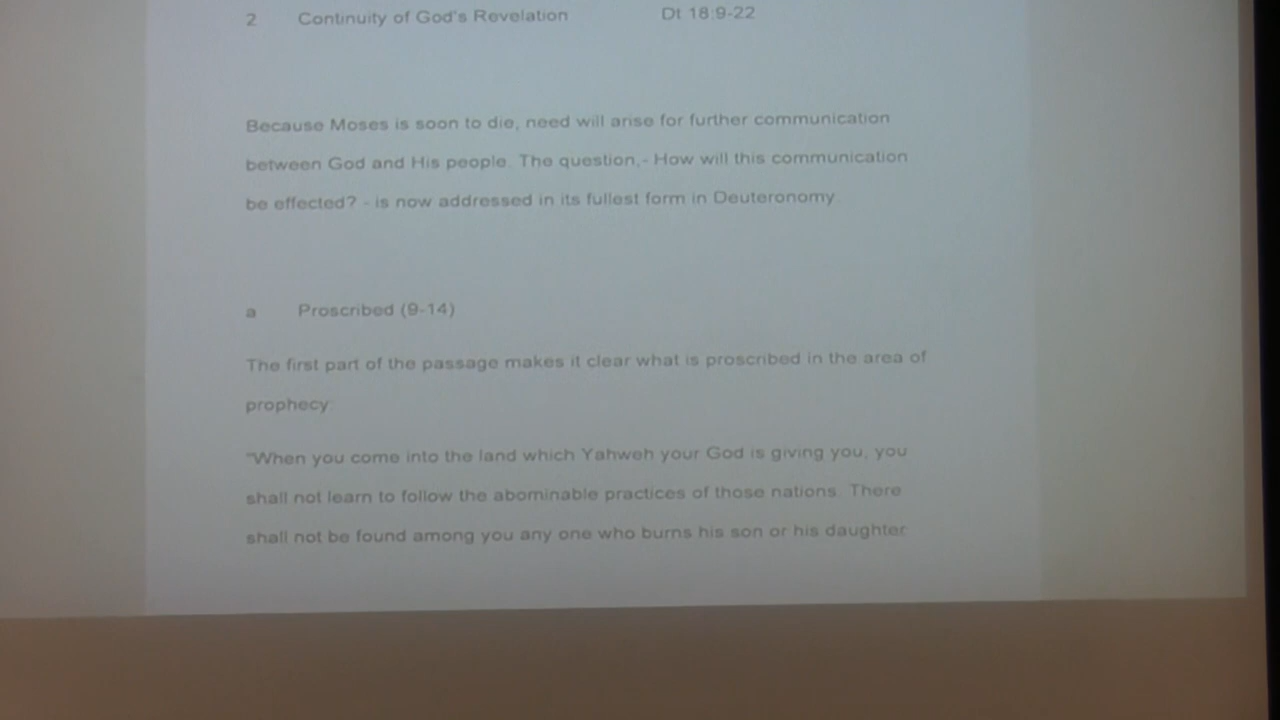 2 Continuity of God's Revelation Dt 18:9-22
Because Moses is soon to die, need will arise for further communication
between God and His people. The question,- How will this communication
be effected? - is now addressed in its fullest form in Deuteronomy.
a Proscribed (9-14)
The first part of the passage makes it clear what is proscribed in the area of
prophecy.
"When you come into the land which Yahweh your God is giving you, you
shall not learn to follow the abominable practices of those nations. There
shall not be found among you any one who burns his son or his daughter